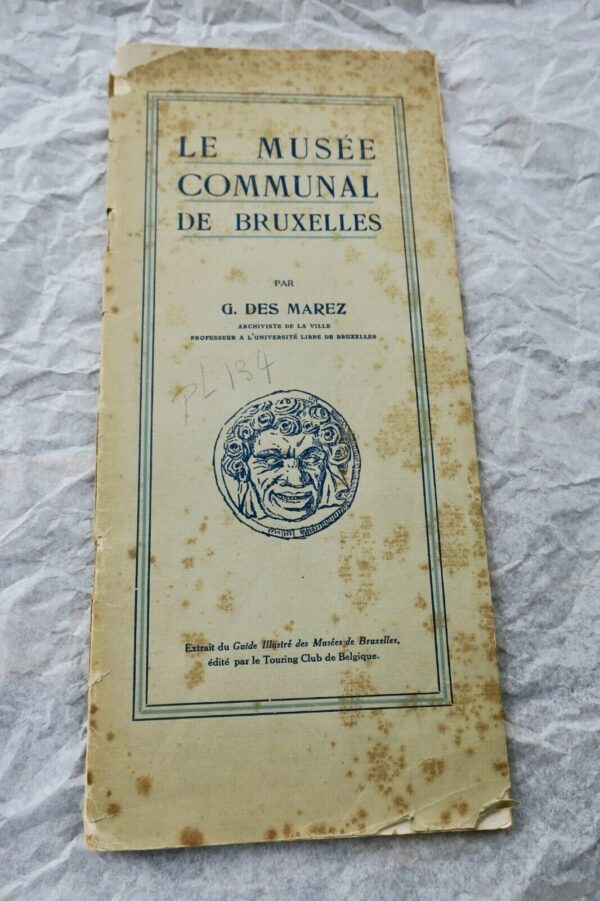 LE MUSÉE
COMMUNAL
DE BRUXELLES
PAR
G. DES MAREZ
ARCHIVISTE DE LA VILLE
PROFESSEUR A L'UNIVERSITÉ LIBRE DE BRUXELLES
PL 134
Extrait du Guide Illustré des Musées de Bruxelles,
édité par le Touring Club de Belgique.